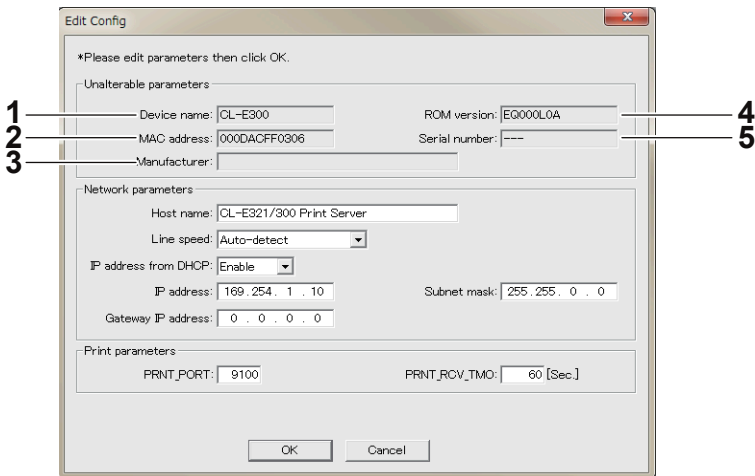 Edit Config
*Please edit parameters then click OK.
Unalterable parameters
1 Device name: CL-E300 ROM version: EQ000L0A 4
2 MAC address: 000DACFF0306 Serial number: --- 5
3 Manufacturer:
Network parameters
Host name: CL-E321/300 Print Server
Line speed: Auto-detect
IP address from DHCP: Enable
IP address: 169.254. 1 . 10 Subnet mask: 255.255. 0 . 0
Gateway IP address: 0 . 0 . 0 . 0
Print parameters
PRNT_PORT: 9100 PRNT_RCV_TMO: 60 [Sec.]
OK Cancel